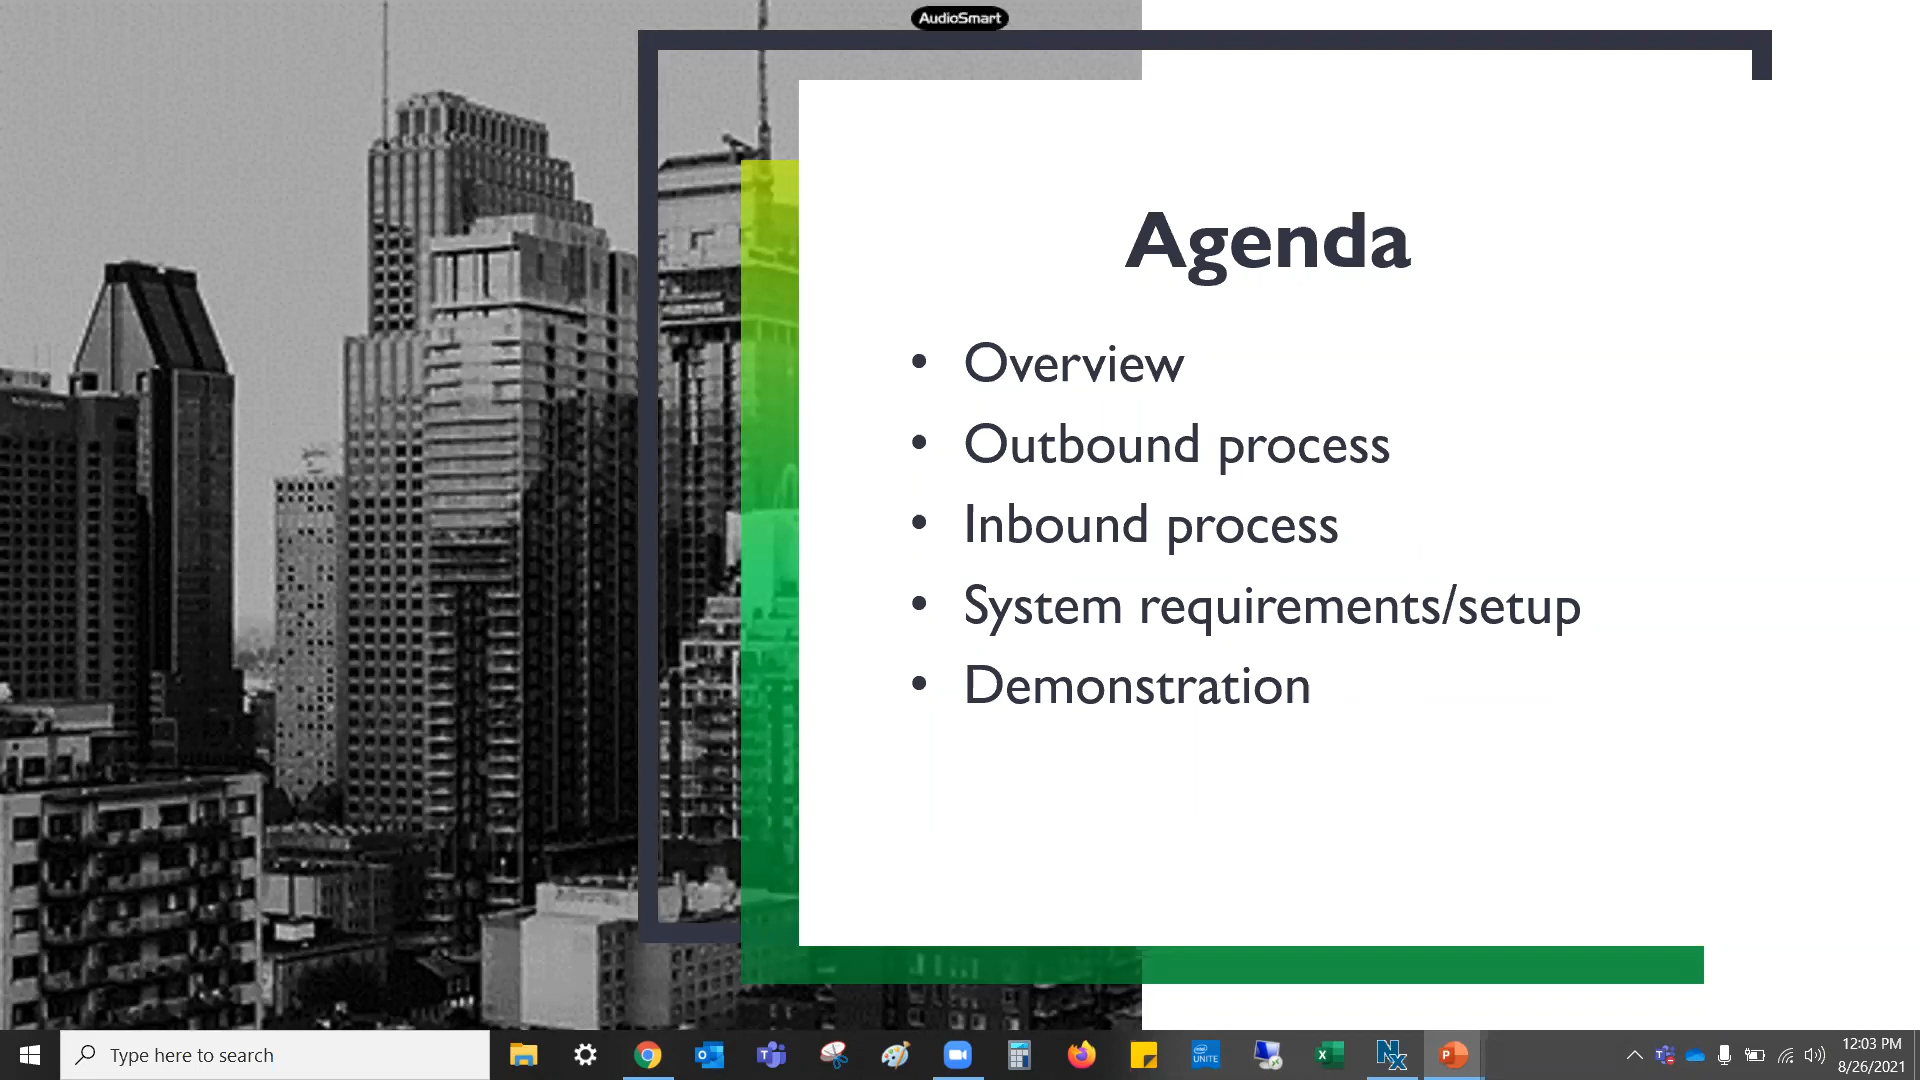 AudioSmart
Agenda
• Overview
• Outbound process
• Inbound process
• System requirements/setup
• Demonstration
Type here to search
UNITE
12:03 PM
8/26/2021